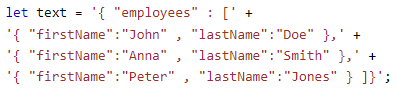 let text = '{ "employees" : [' +
'{ "firstName":"John" , "lastName":"Doe" },' +
'{ "firstName":"Anna" , "lastName":"Smith" },' +
'{ "firstName":"Peter" , "lastName":"Jones" } ]}';